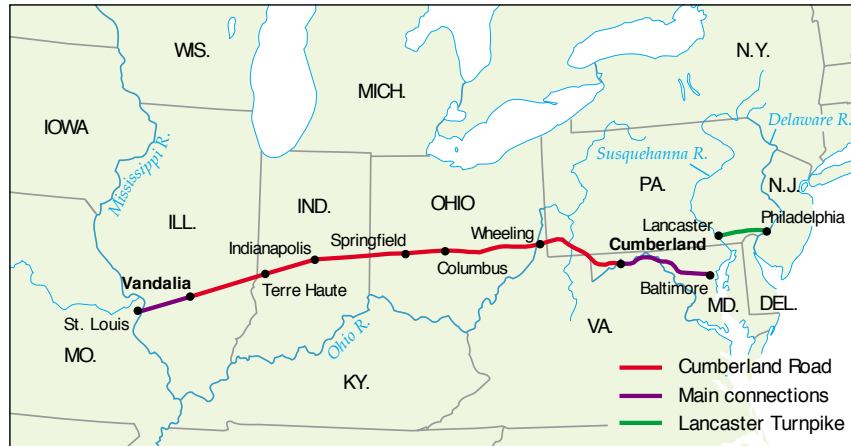 WIS.
N.Y.
MICH.
IOWA
Delaware R.
Mississippi R.
Susquehanna R.
PA.
N.J.
IND.
OHIO
ILL.
Lancaster
Philadelphia
Wheeling
Springfield
Indianapolis
Cumberland
Columbus
Vandalia
Terre Haute
Baltimore
St. Louis
MD.
DEL.
VA.
Ohio R.
MO.
KY.
Cumberland Road
Main connections
Lancaster Turnpike